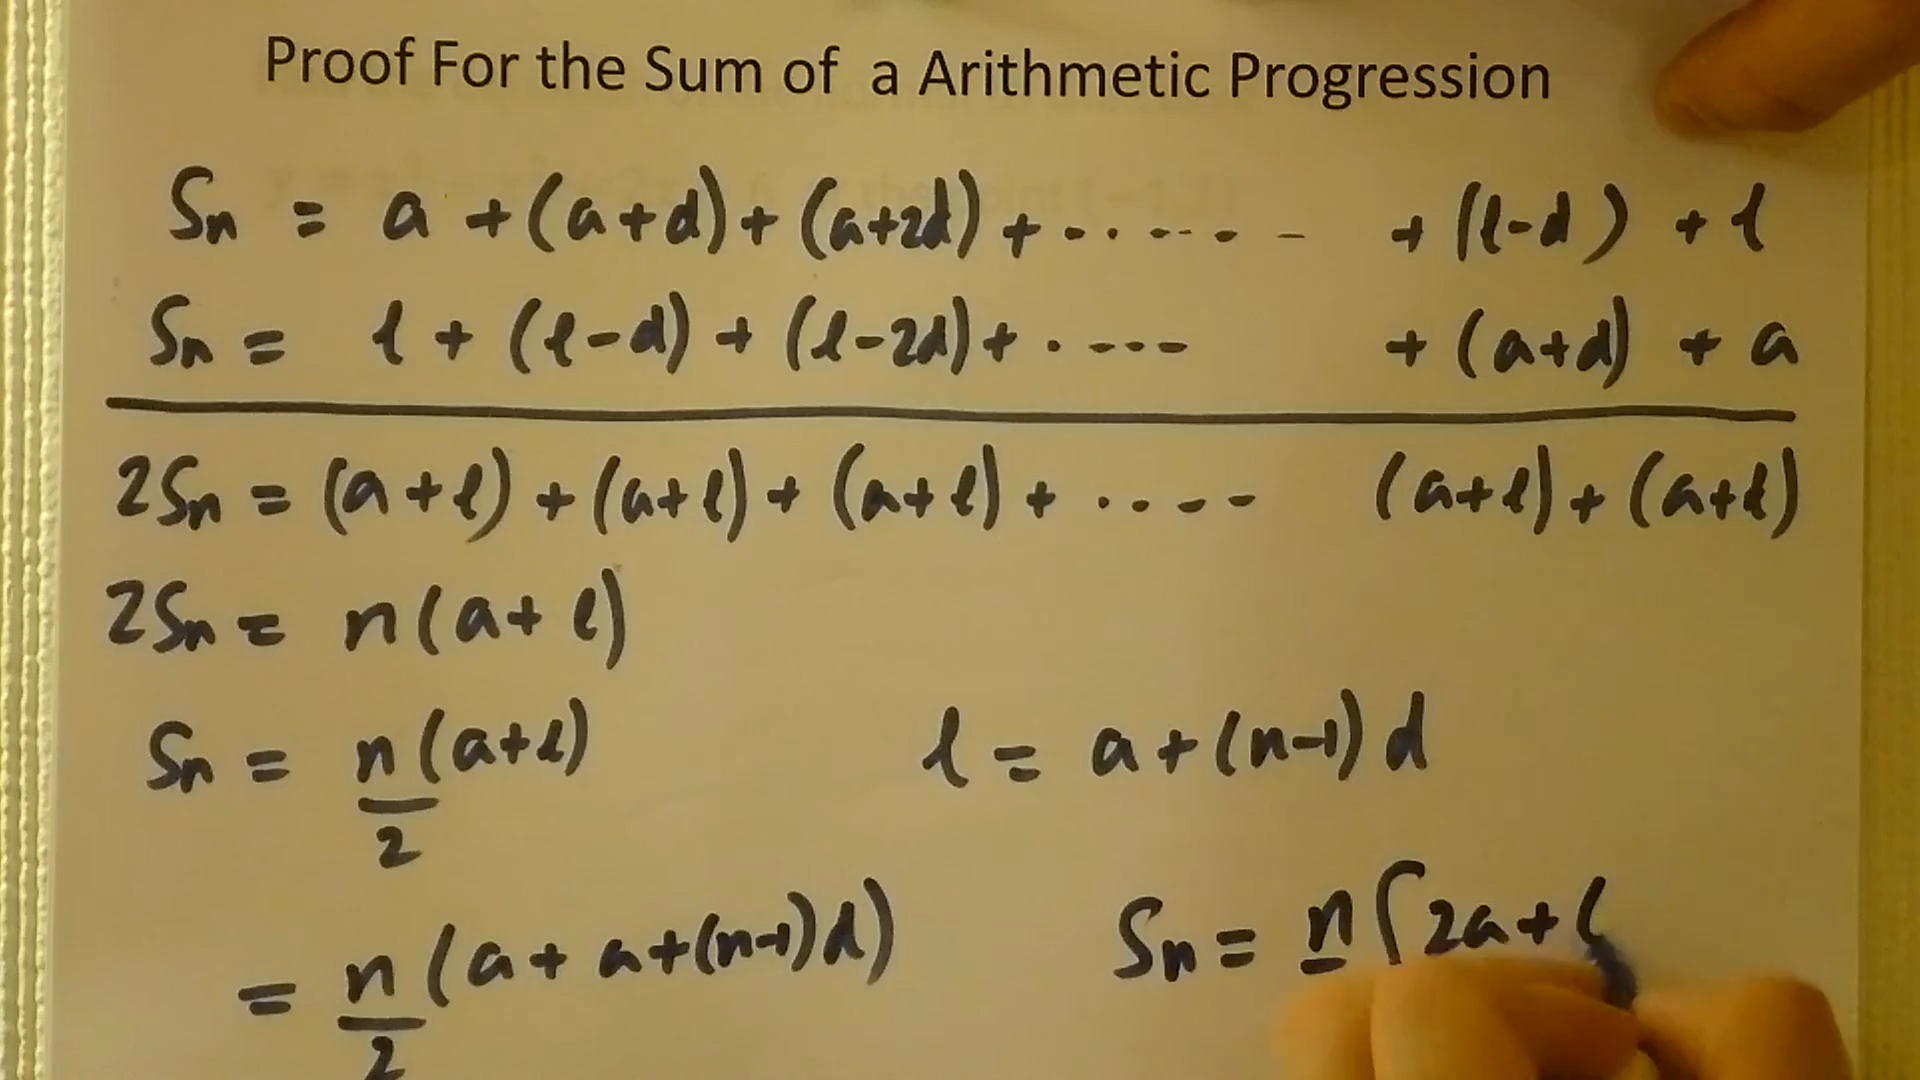 Proof For the Sum of a Arithmetic Progression
Sn = a + (a+d) + (a+2d) + ....... + (l-d) + l
Sn = l + (l-d) + (l-2d) + .... + (a+d) + a
2Sn = (a+l) + (a+l) + (a+l) + ..... (a+l) + (a+l)
2Sn = n(a+l)
Sn = n/2 (a+l) l = a+(n-1)d
= n/2 (a+a+(n-1)d) Sn = n (2a+(